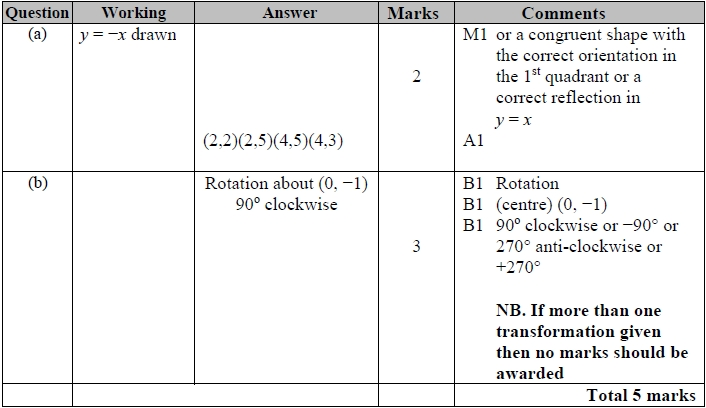 Question Working Answer Marks Comments
(a) y = −x drawn M1 or a congruent shape with
the correct orientation in
2 the 1st quadrant or a
correct reflection in
y = x
(2,2)(2,5)(4,5)(4,3) A1
(b) Rotation about (0, −1) B1 Rotation
90º clockwise B1 (centre) (0, −1)
B1 90º clockwise or −90° or
3 270° anti-clockwise or
+270°
NB. If more than one
transformation given
then no marks should be
awarded
Total 5 marks